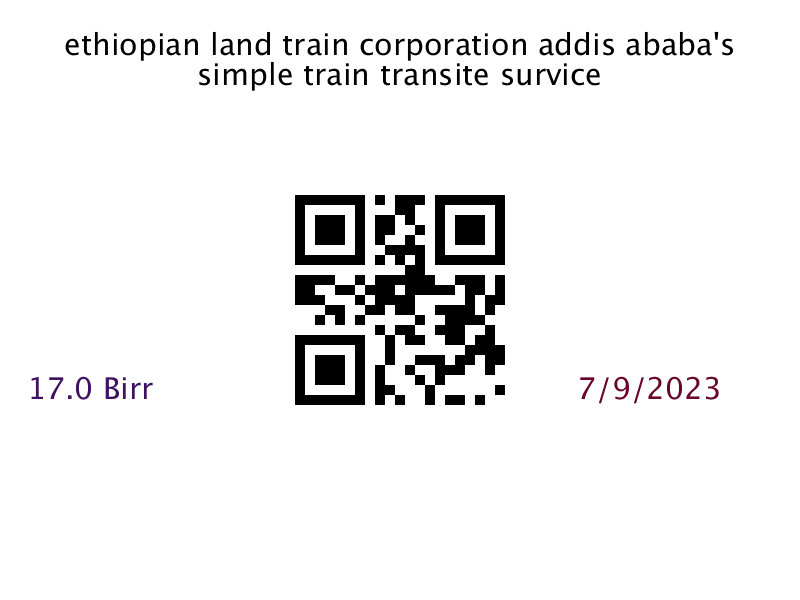 ethiopian land train corporation addis ababa's
simple train transite survice
17.0 Birr
7/9/2023